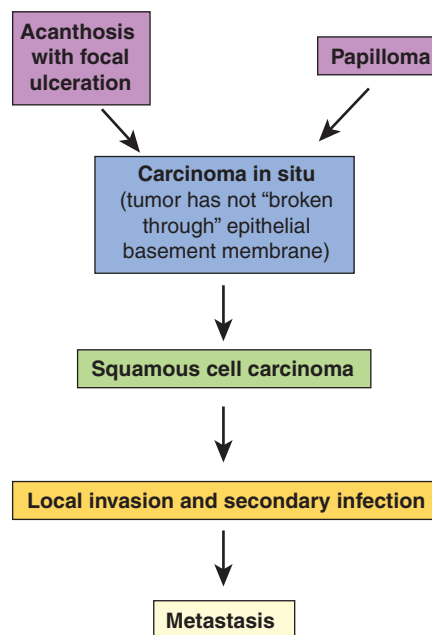 Acanthosis
with focal
ulceration
Papilloma
Carcinoma in situ
(tumor has not “broken
through” epithelial
basement membrane)
Squamous cell carcinoma
Local invasion and secondary infection
Metastasis